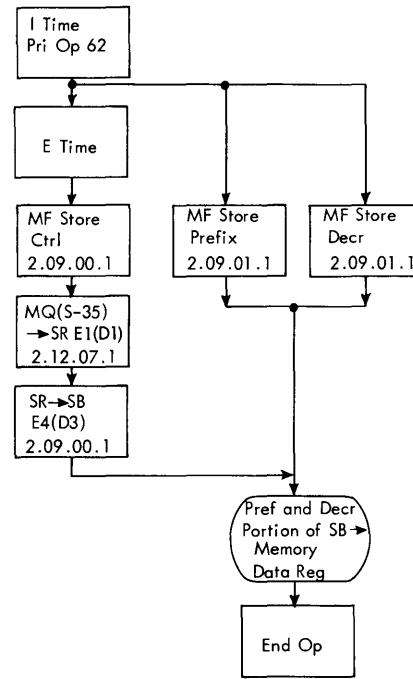 I Time
Pri Op 62
E Time
MF Store
Ctrl
2.09.00.1
MF Store
Prefix
2.09.01.1
MF Store
Decr
2.09.01.1
MQ(S-35)
→SR E1(D1)
2.12.07.1
SR→SB
E4(D3)
2.09.00.1
Pref and Decr
Portion of SB→
Memory
Data Reg
End Op